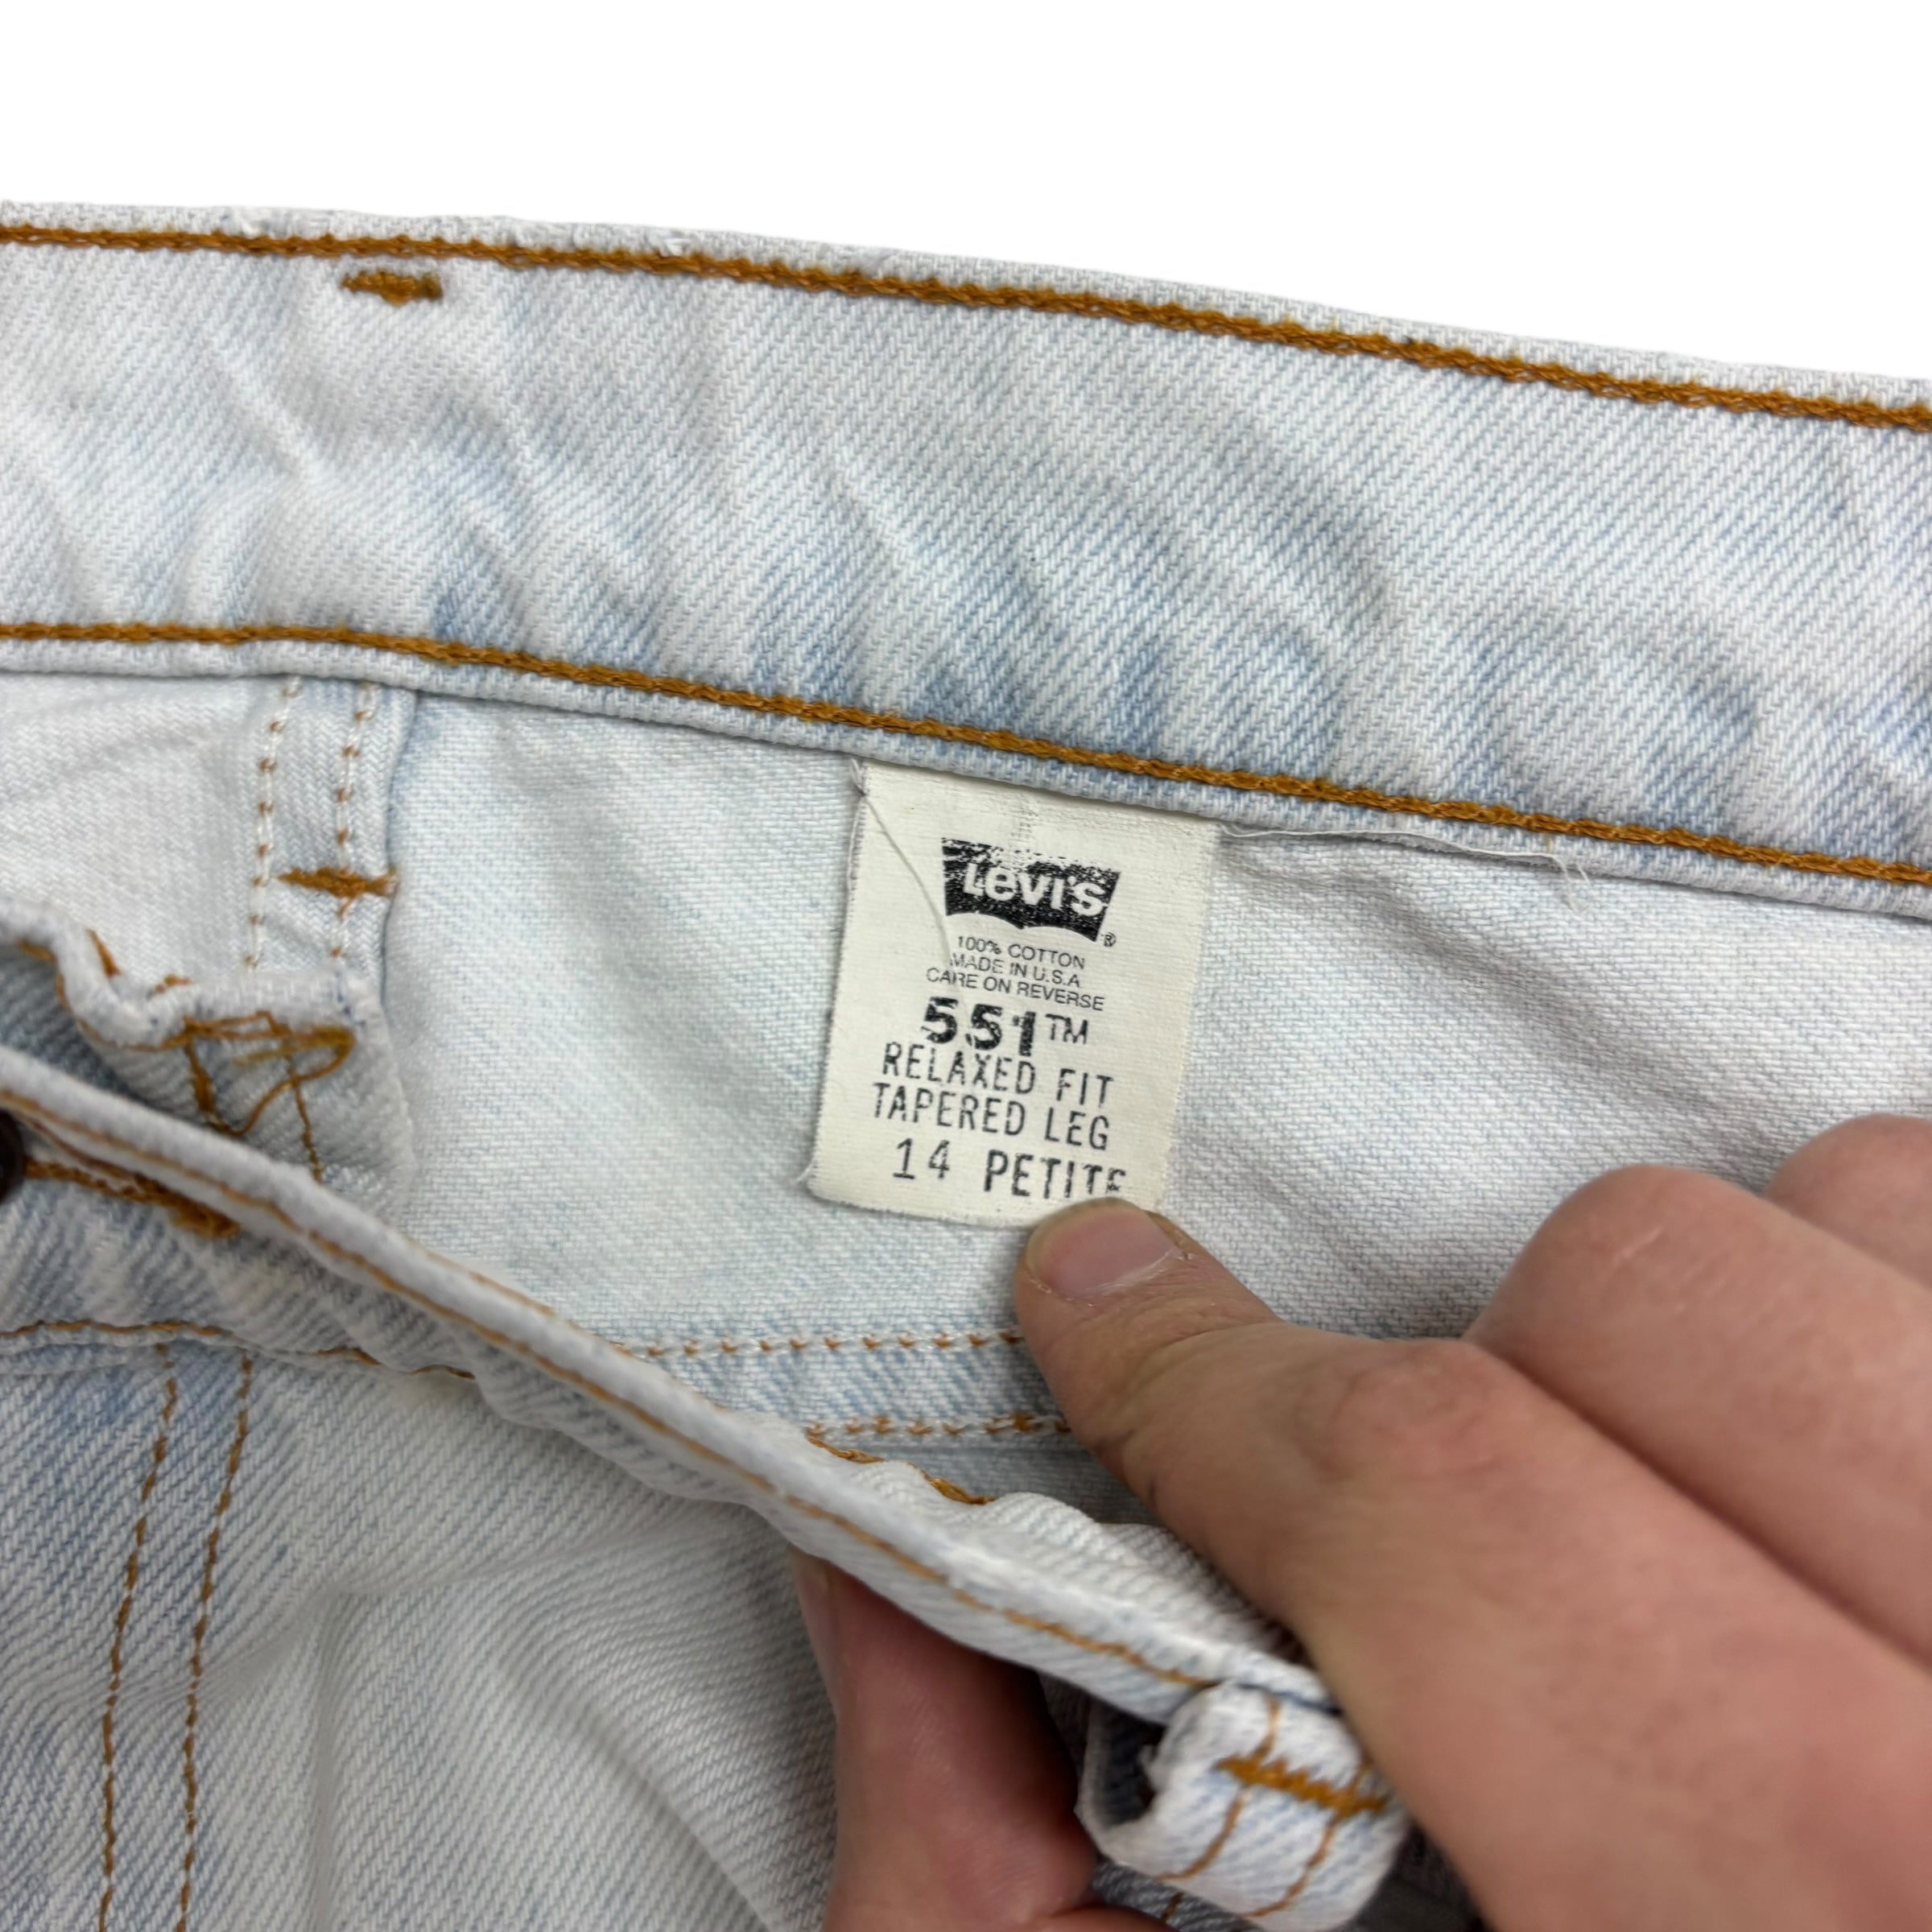 Levi's®
100% COTTON
MADE IN U.S.A
CARE ON REVERSE
551™
RELAXED FIT
TAPERED LEG
14 PETITE